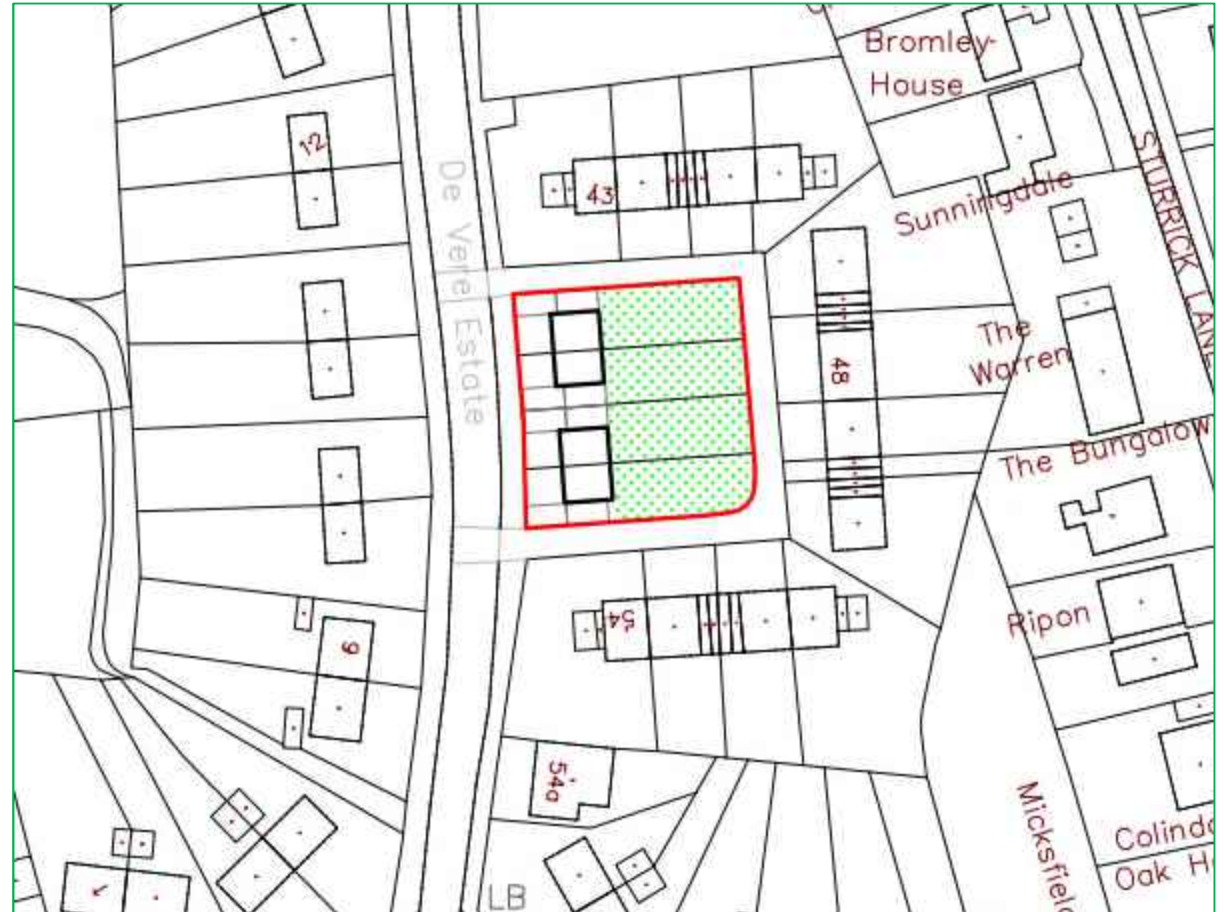 Bromley-
House
12
De Vere Estate
43
Sunningdale
STURRICK LANE
The
Warren
48
The Bungalow
Ripon
54
9
54a
Micksfield
Colinda
Oak H
LB